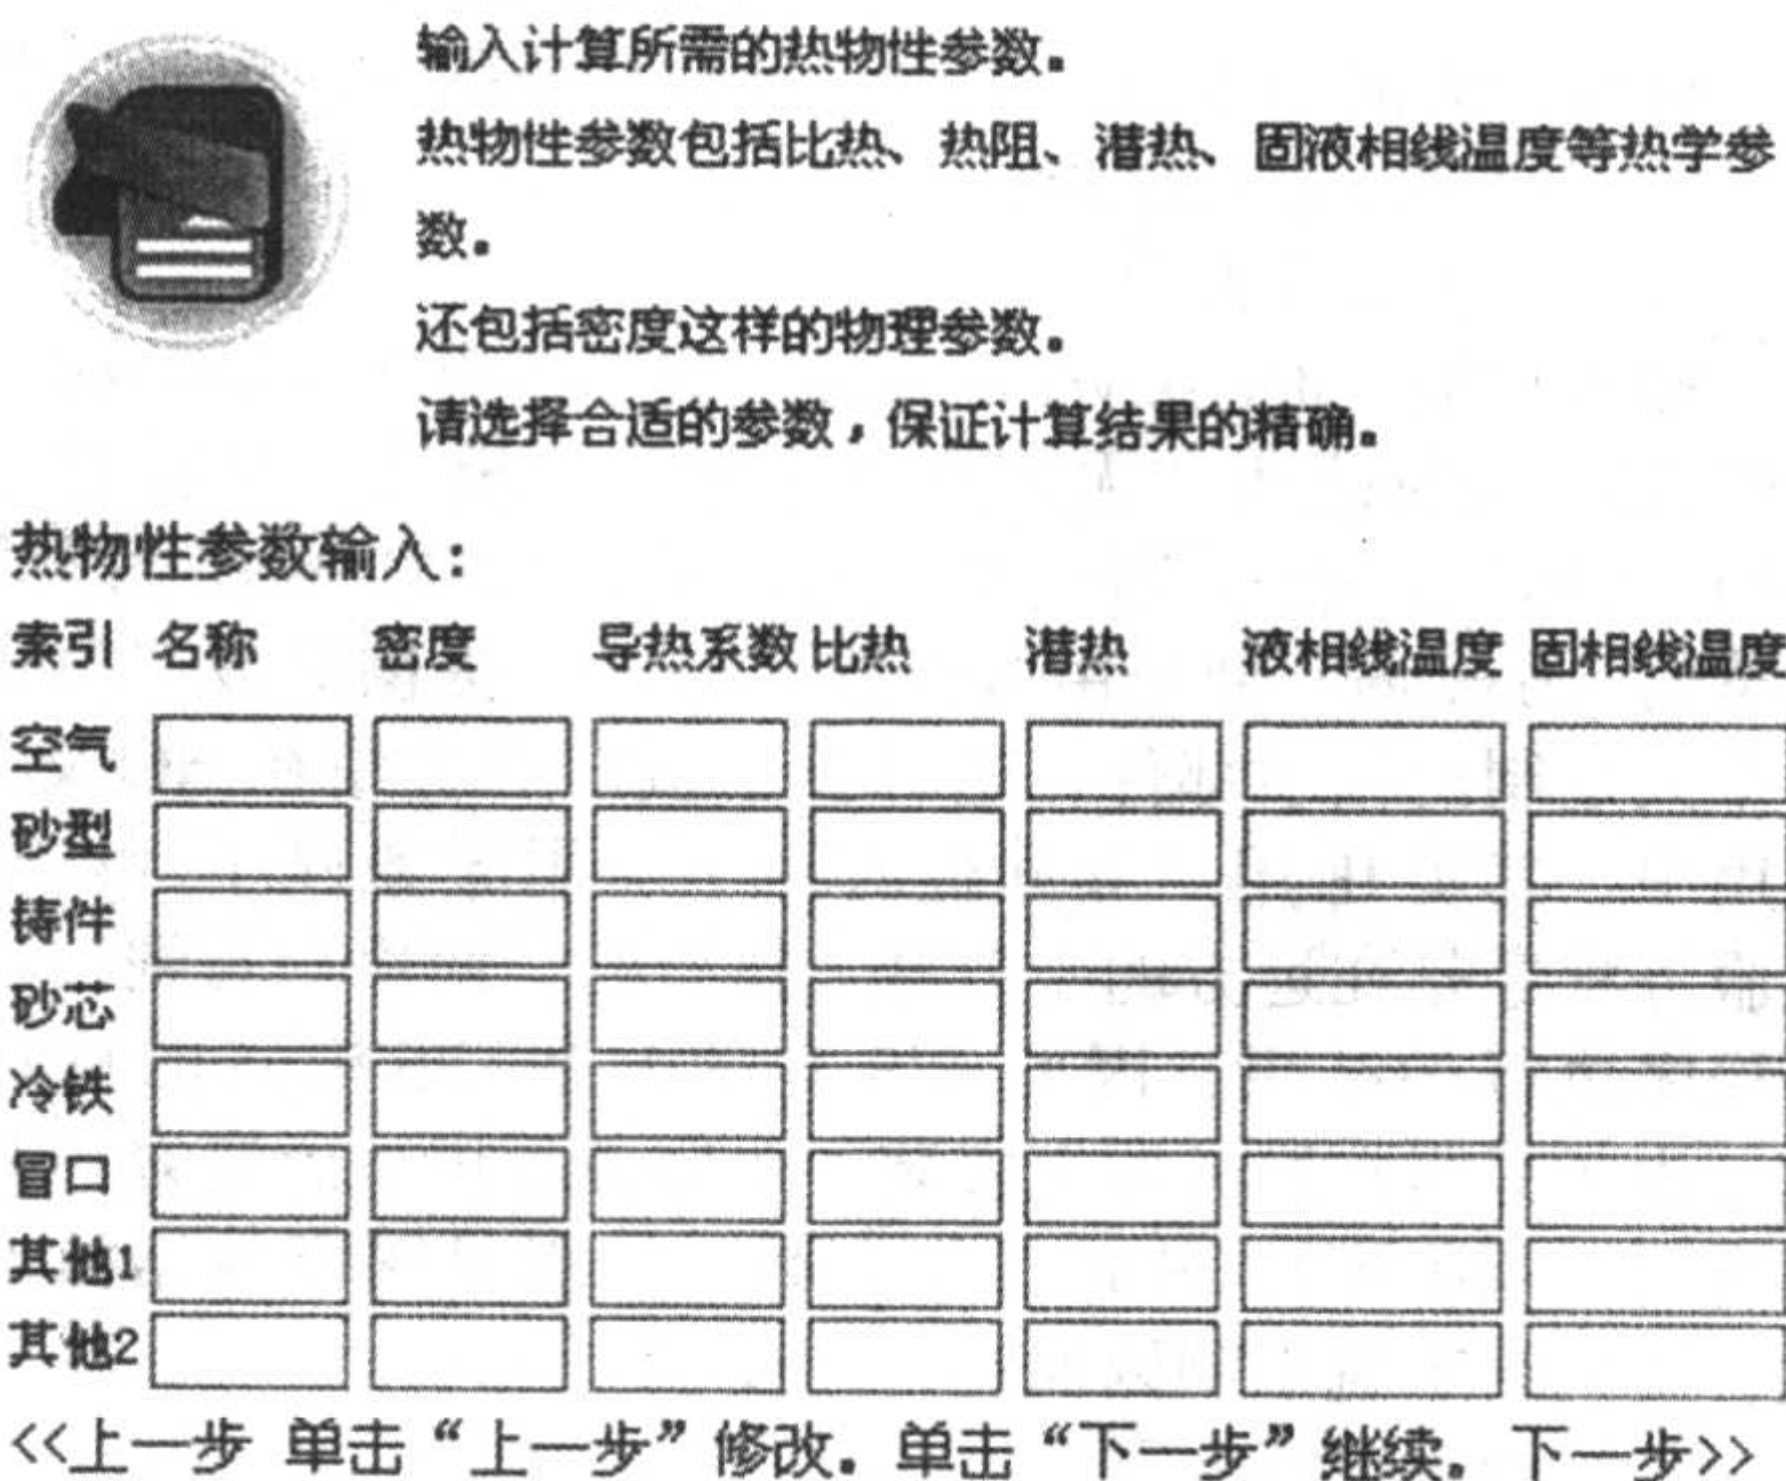 输入计算所需的热物性参数。
热物性参数包括比热、热阻、潜热、固液相线温度等热学参
数。
还包括密度这样的物理参数。
请选择合适的参数，保证计算结果的精确。
热物性参数输入：
索引 名称 密度 导热系数 比热 潜热 液相线温度 固相线温度
空气
砂型
铸件
砂芯
冷铁
冒口
其他1
其他2
<<上一步 单击“上一步”修改。单击“下一步”继续。 下一步>>